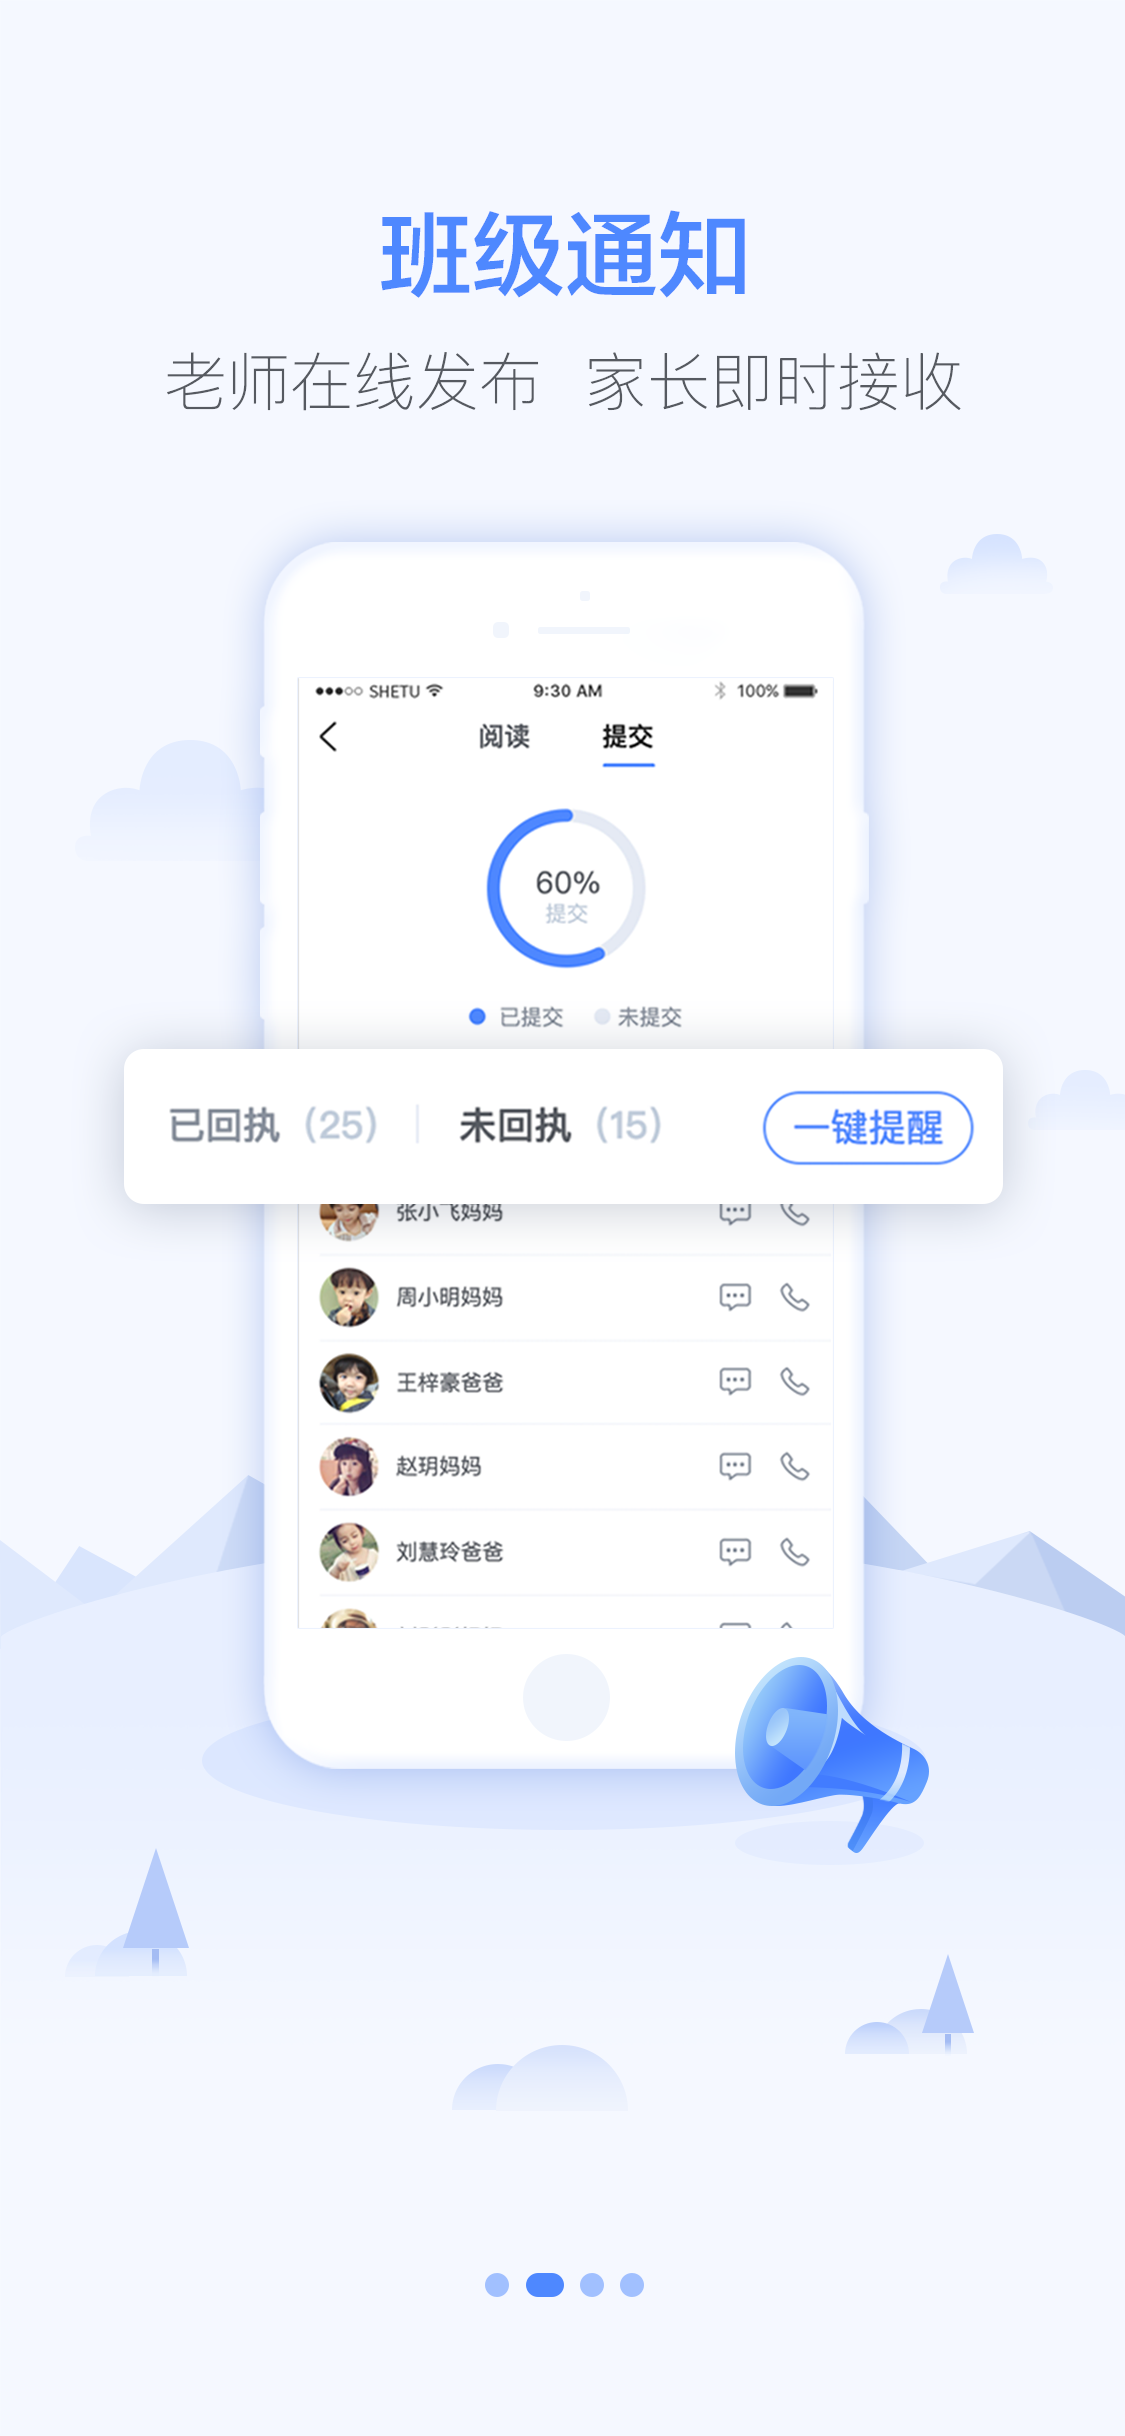 班级通知
老师在线发布 家长即时接收
SHETU 9:30 AM 100%
阅读 提交
60%
提交
已提交 未提交
已回执（25） 未回执（15） 一键提醒
张小飞妈妈
周小明妈妈
王梓豪爸爸
赵玥妈妈
刘慧玲爸爸